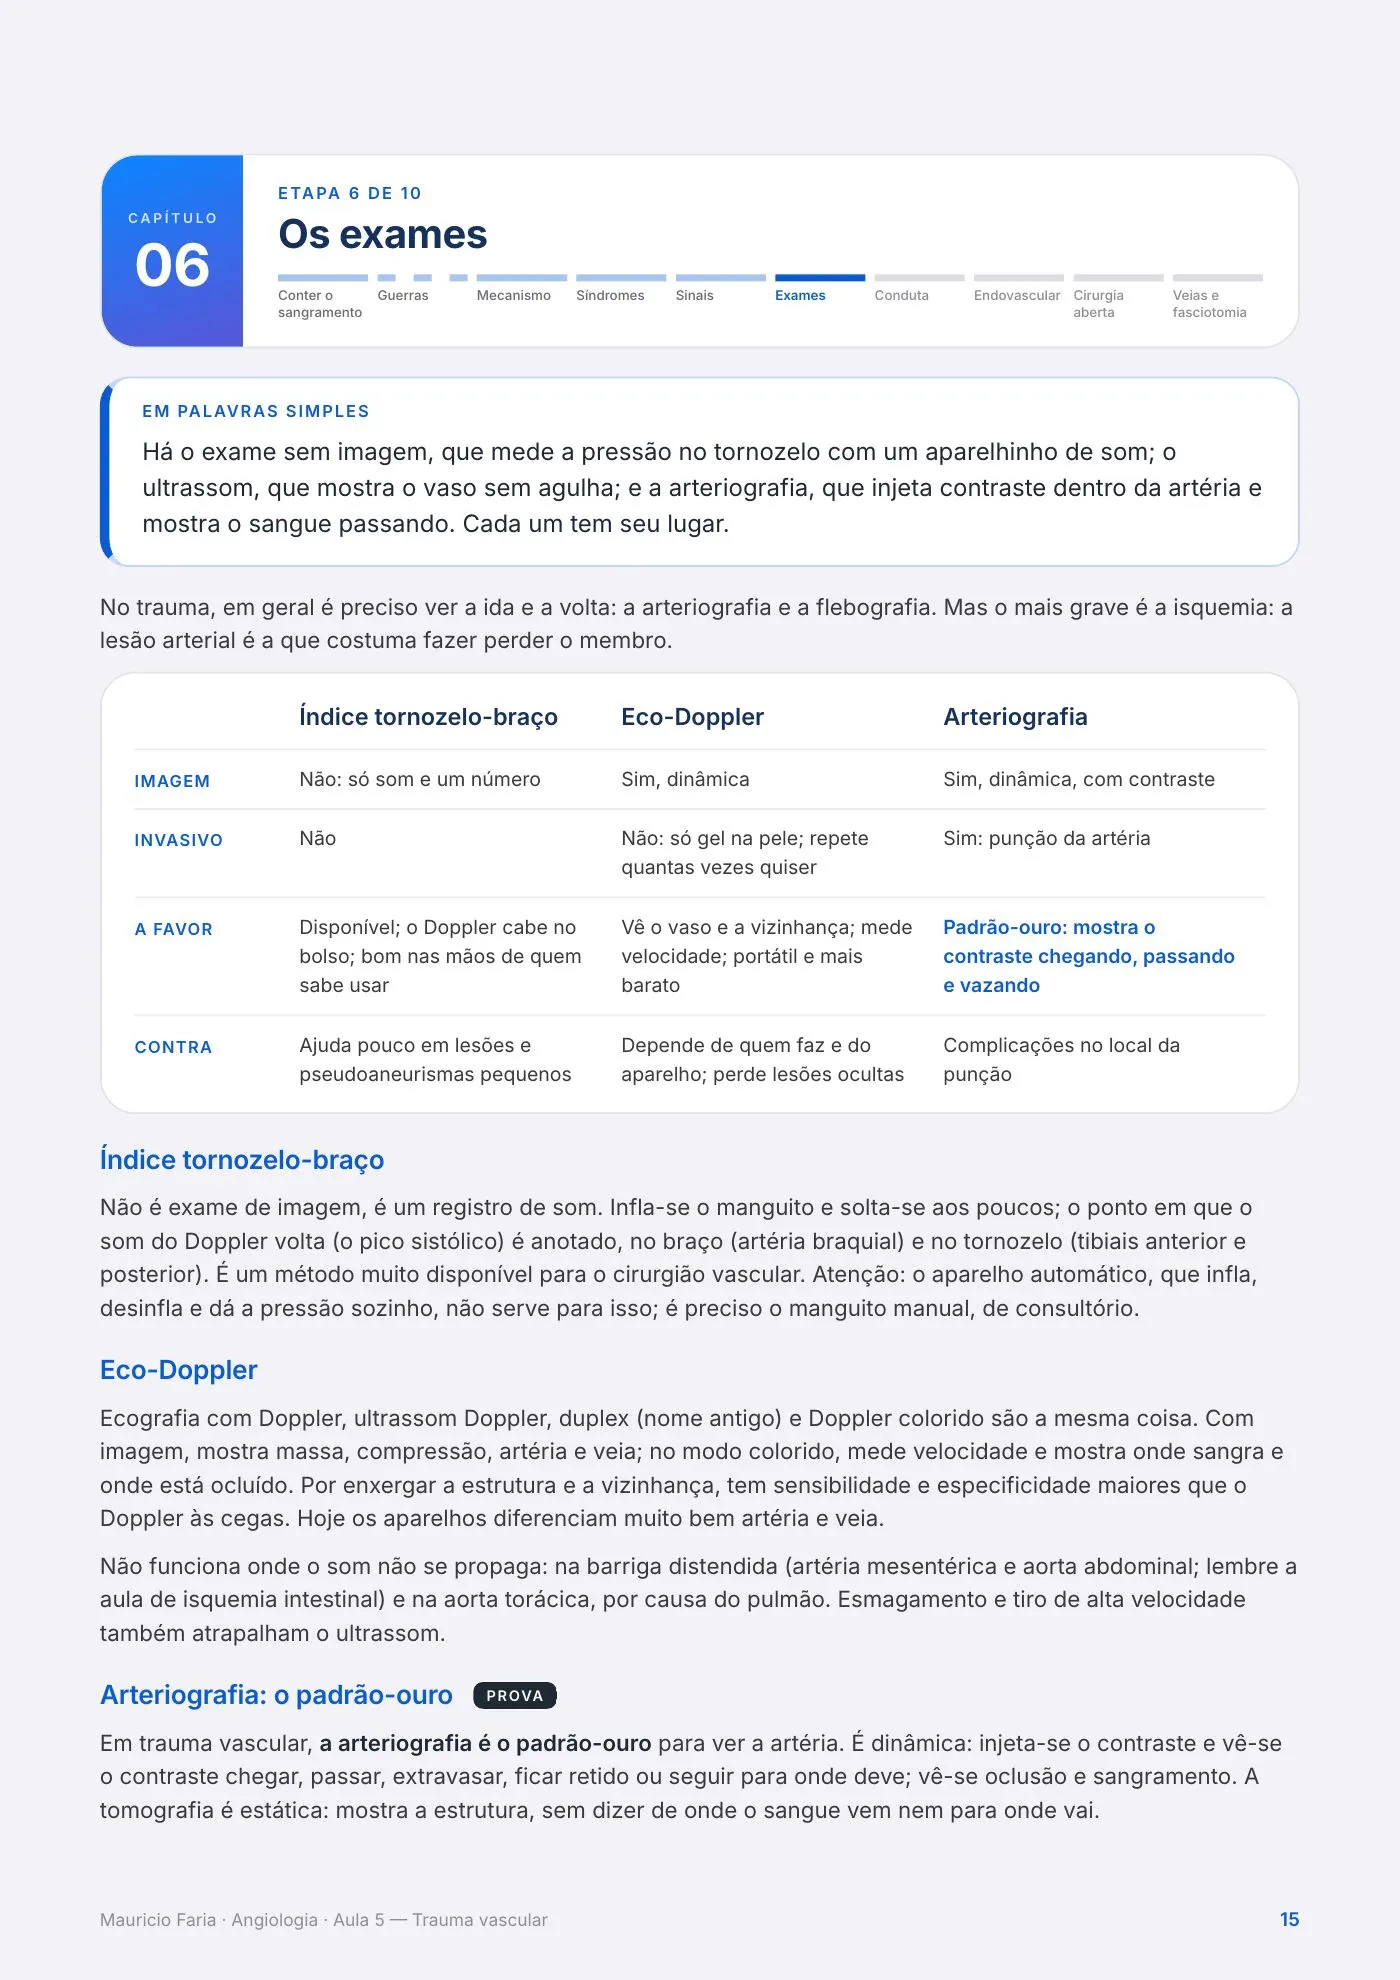 CAPÍTULO
06
ETAPA 6 DE 10
Os exames
Conter o sangramento
Guerras
Mecanismo
Síndromes
Sinais
Exames
Conduta
Endovascular
Cirurgia aberta
Veias e fasciotomia
EM PALAVRAS SIMPLES
Há o exame sem imagem, que mede a pressão no tornozelo com um aparelhinho de som; o
ultrassom, que mostra o vaso sem agulha; e a arteriografia, que injeta contraste dentro da artéria e
mostra o sangue passando. Cada um tem seu lugar.
No trauma, em geral é preciso ver a ida e a volta: a arteriografia e a flebografia. Mas o mais grave é a isquemia: a
lesão arterial é a que costuma fazer perder o membro.
Índice tornozelo-braço
Eco-Doppler
Arteriografia
IMAGEM
Não: só som e um número
Sim, dinâmica
Sim, dinâmica, com contraste
INVASIVO
Não
Não: só gel na pele; repete
quantas vezes quiser
Sim: punção da artéria
A FAVOR
Disponível; o Doppler cabe no
bolso; bom nas mãos de quem
sabe usar
Vê o vaso e a vizinhança; mede
velocidade; portátil e mais
barato
Padrão-ouro: mostra o
contraste chegando, passando
e vazando
CONTRA
Ajuda pouco em lesões e
pseudoaneurismas pequenos
Depende de quem faz e do
aparelho; perde lesões ocultas
Complicações no local da
punção
Índice tornozelo-braço
Não é exame de imagem, é um registro de som. Infla-se o manguito e solta-se aos poucos; o ponto em que o
som do Doppler volta (o pico sistólico) é anotado, no braço (artéria braquial) e no tornozelo (tibiais anterior e
posterior). É um método muito disponível para o cirurgião vascular. Atenção: o aparelho automático, que infla,
desinfla e dá a pressão sozinho, não serve para isso; é preciso o manguito manual, de consultório.
Eco-Doppler
Ecografia com Doppler, ultrassom Doppler, duplex (nome antigo) e Doppler colorido são a mesma coisa. Com
imagem, mostra massa, compressão, artéria e veia; no modo colorido, mede velocidade e mostra onde sangra e
onde está ocluído. Por enxergar a estrutura e a vizinhança, tem sensibilidade e especificidade maiores que o
Doppler às cegas. Hoje os aparelhos diferenciam muito bem artéria e veia.
Não funciona onde o som não se propaga: na barriga distendida (artéria mesentérica e aorta abdominal; lembre a
aula de isquemia intestinal) e na aorta torácica, por causa do pulmão. Esmagamento e tiro de alta velocidade
também atrapalham o ultrassom.
Arteriografia: o padrão-ouro PROVA
Em trauma vascular, a arteriografia é o padrão-ouro para ver a artéria. É dinâmica: injeta-se o contraste e vê-se
o contraste chegar, passar, extravasar, ficar retido ou seguir para onde deve; vê-se oclusão e sangramento. A
tomografia é estática: mostra a estrutura, sem dizer de onde o sangue vem nem para onde vai.
Mauricio Faria · Angiologia · Aula 5 — Trauma vascular
15